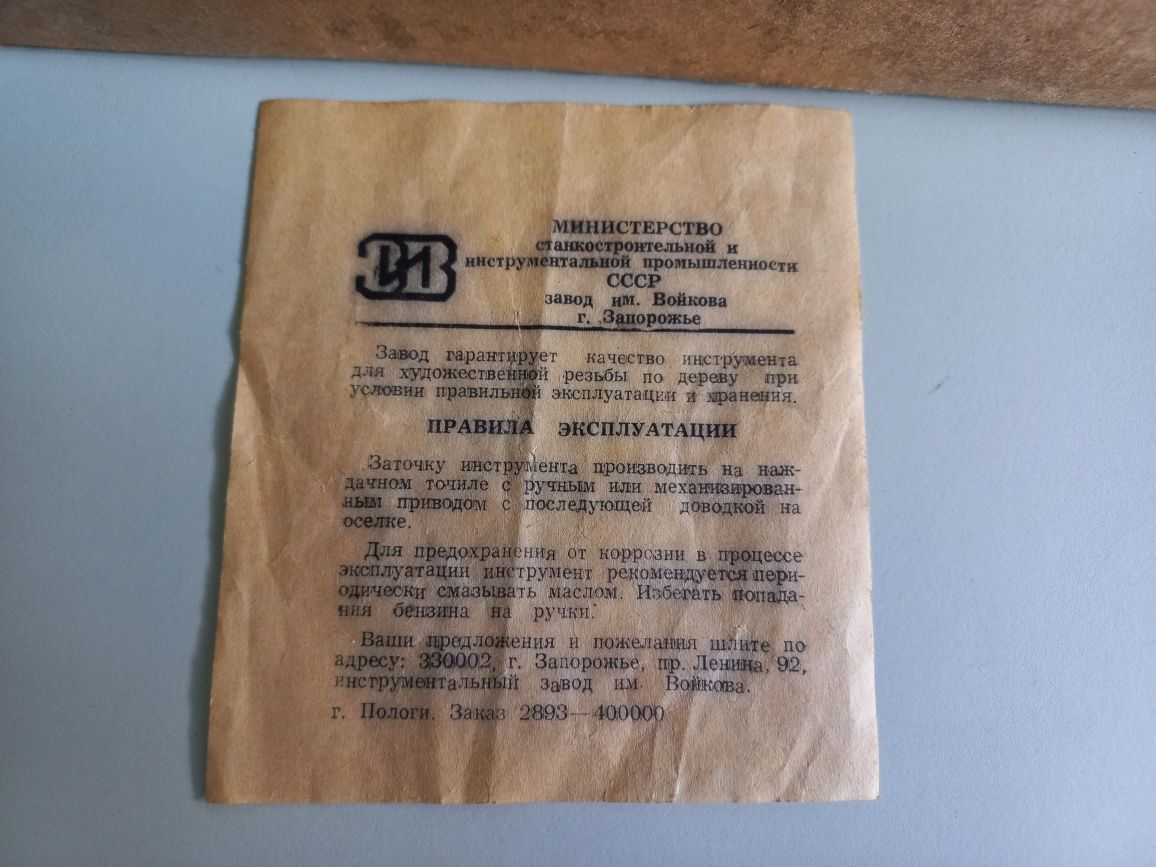 ЗИВ
МИНИСТЕРСТВО
станкостроительной и
инструментальной промышленности
СССР
завод им. Войкова
г. Запорожье
Завод гарантирует качество инструмента
для художественной резьбы по дереву при
условии правильной эксплуатации и хранения.
ПРАВИЛА ЭКСПЛУАТАЦИИ
Заточку инструмента производить на наж-
дачном точиле с ручным или механизирован-
ным приводом с последующей доводкой на
оселке.
Для предохранения от коррозии в процессе
эксплуатации инструмент рекомендуется пери-
одически смазывать маслом. Избегать попада-
ния бензина на ручки.
Ваши предложения и пожелания шлите по
адресу: 330002, г. Запорожье, пр. Ленина, 92,
инструментальный завод им. Войкова.
г. Пологи. Заказ 2893—400000